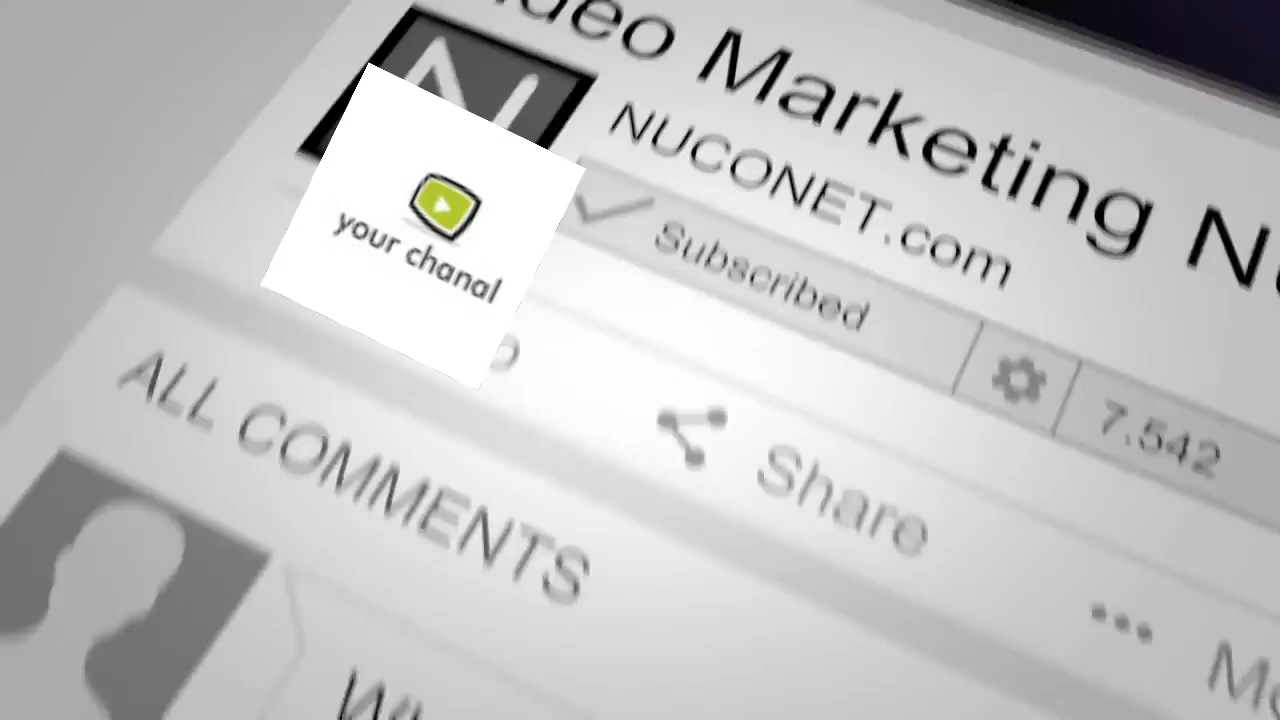 Marketing
NUCONET.com
your chanal
Subscribed
7.542
Share
ALL COMMENTS